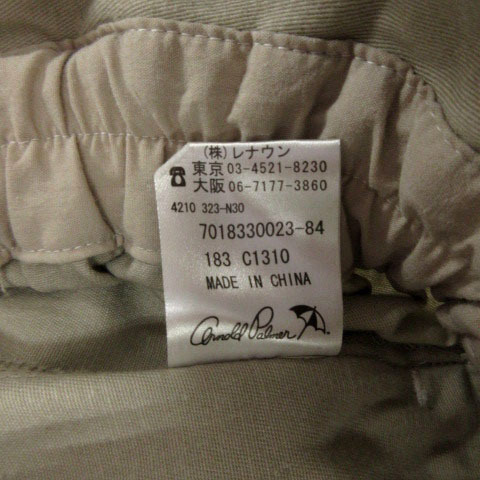 (株)レナウン
☎ 東京 03-4521-8230
大阪 06-7177-3860
4210 323-N30
7018330023-84
183 C1310
MADE IN CHINA
Arnold Palmer